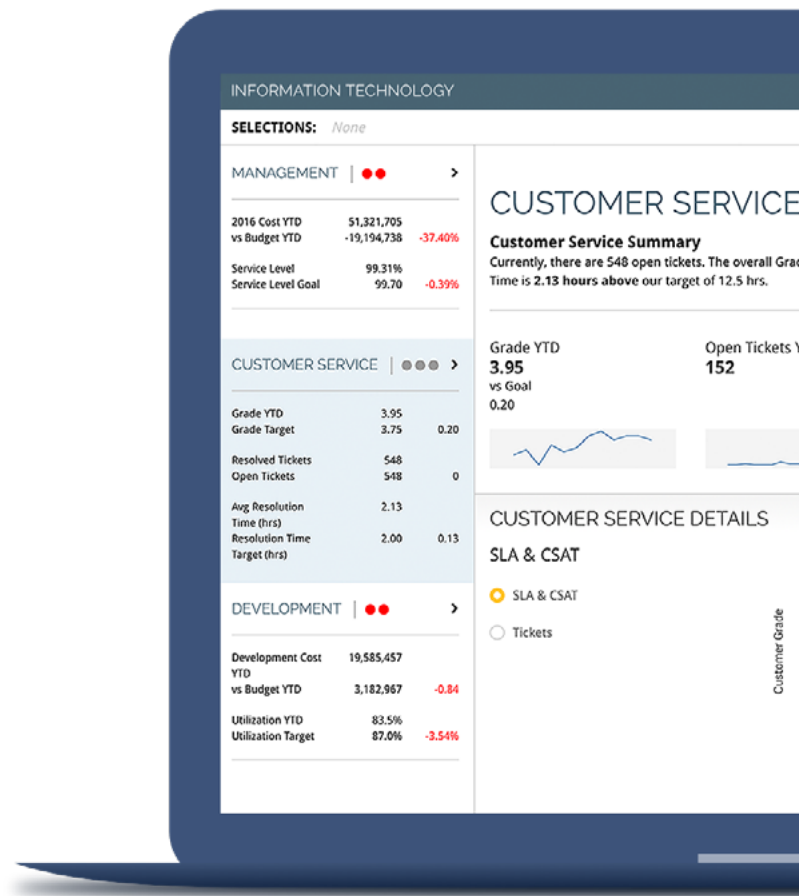 INFORMATION TECHNOLOGY
SELECTIONS: None
MANAGEMENT | >
2016 Cost YTD 51,321,705
vs Budget YTD -19,194,738 -37.40%
Service Level 99.31%
Service Level Goal 99.70 -0.39%
CUSTOMER SERVICE | >
Grade YTD 3.95
Grade Target 3.75 0.20
Resolved Tickets 548
Open Tickets 548 0
Avg Resolution 2.13
Time (hrs)
Resolution Time 2.00 0.13
Target (hrs)
DEVELOPMENT | >
Development Cost 19,585,457
YTD
vs Budget YTD 3,182,967 -0.84
Utilization YTD 83.5%
Utilization Target 87.0% -3.54%
CUSTOMER SERVICE
Customer Service Summary
Currently, there are 548 open tickets. The overall Grad
Time is 2.13 hours above our target of 12.5 hrs.
Grade YTD
3.95
vs Goal
0.20
Open Tickets Y
152
CUSTOMER SERVICE DETAILS
SLA & CSAT
SLA & CSAT
Tickets
Customer Grade